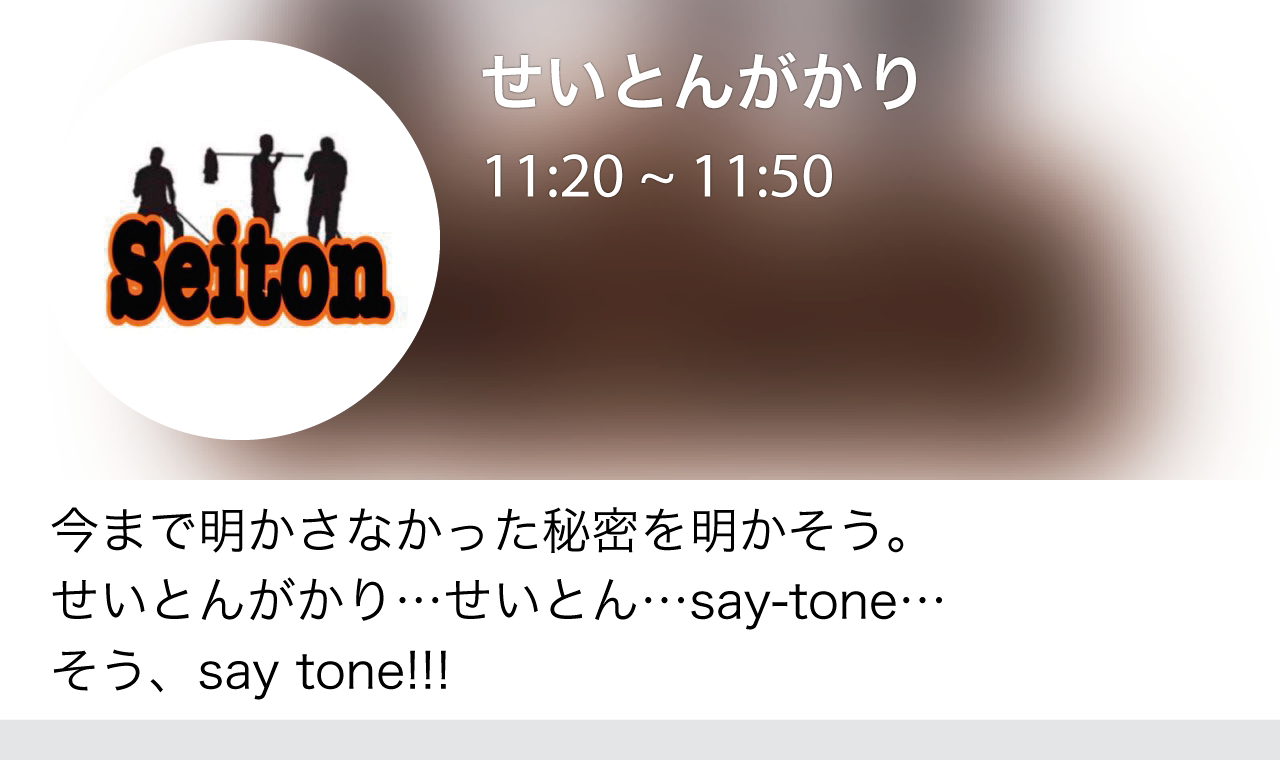 せいとんがかり
11:20 ~ 11:50
Seiton
今まで明かさなかった秘密を明かそう。
せいとんがかり…せいとん…say-tone…
そう、say tone!!!